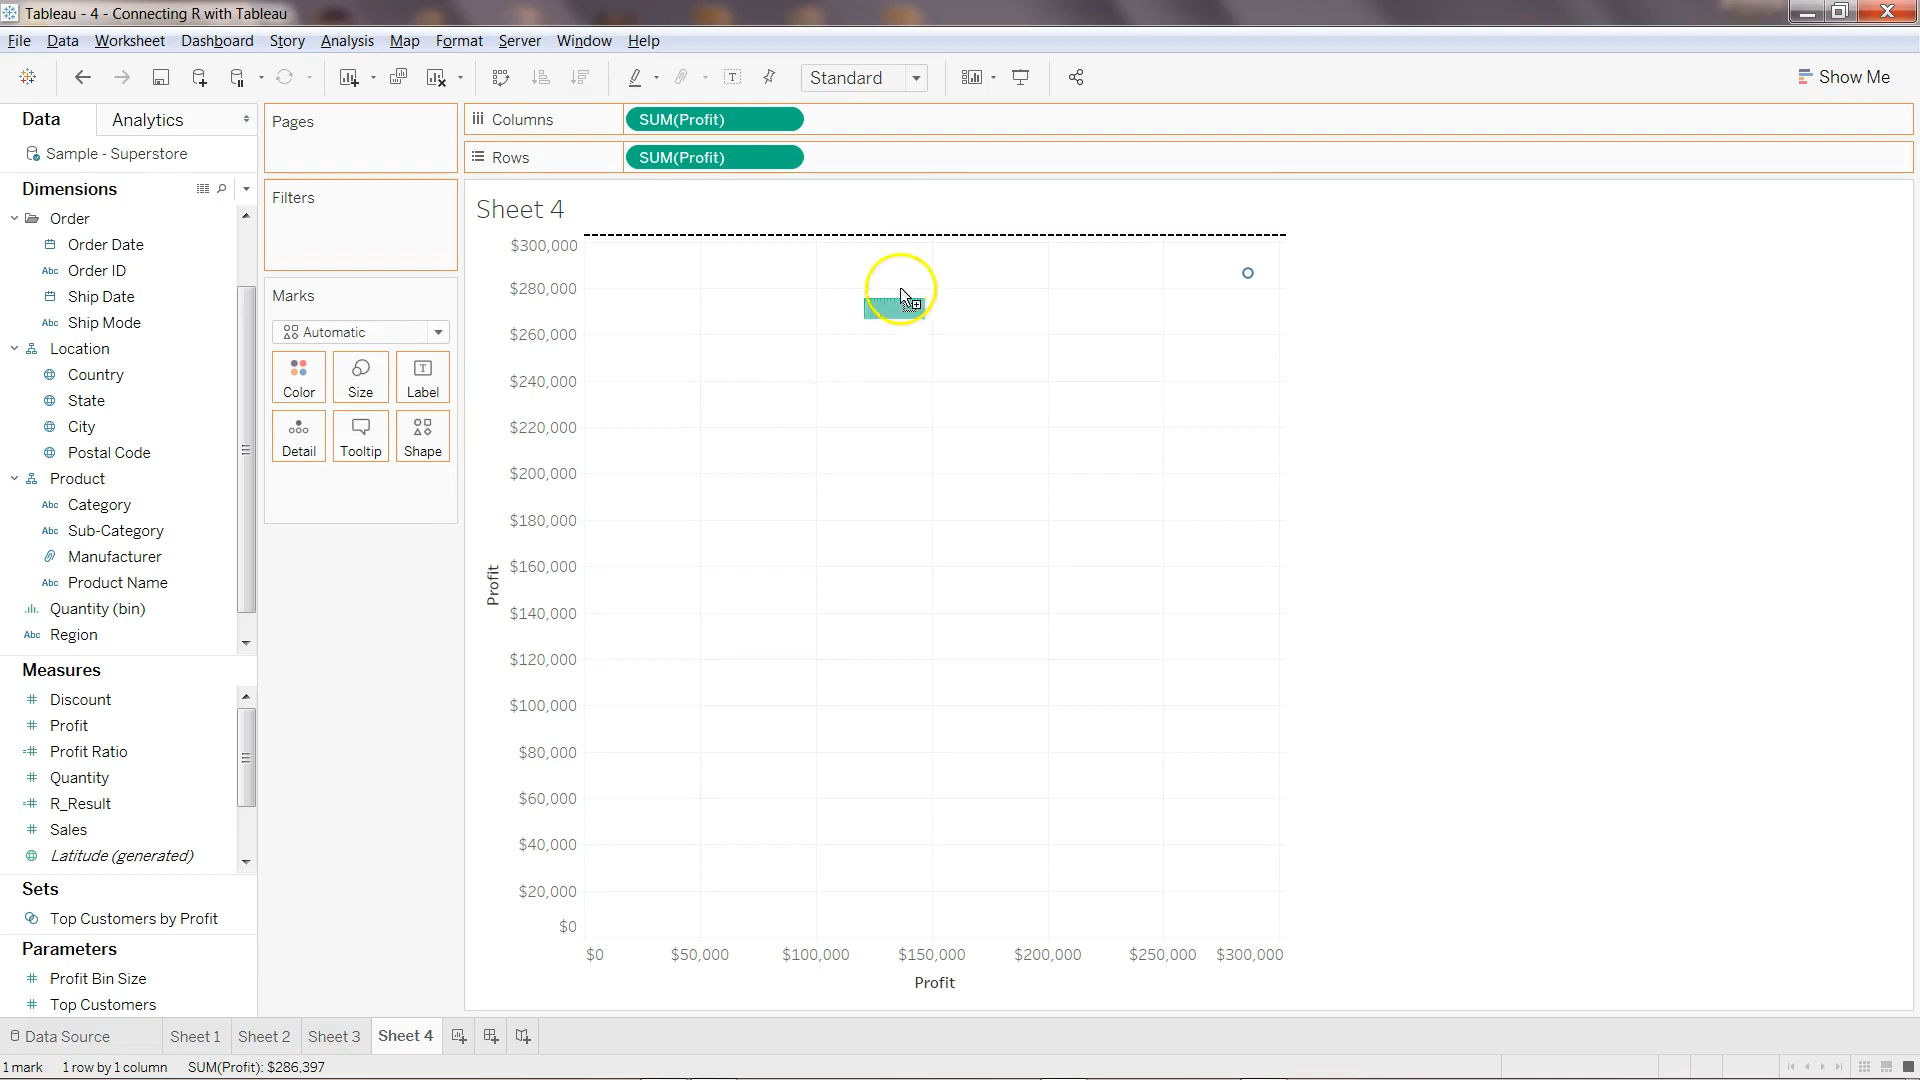 Tableau - 4 - Connecting R with Tableau
File Data Worksheet Dashboard Story Analysis Map Format Server Window Help
Standard
Show Me
Data Analytics
Sample - Superstore
Dimensions
Order
Order Date
Abc Order ID
Ship Date
Abc Ship Mode
Location
Country
State
City
Postal Code
Product
Abc Category
Abc Sub-Category
Manufacturer
Abc Product Name
Quantity (bin)
Abc Region
Measures
# Discount
# Profit
=# Profit Ratio
# Quantity
=# R_Result
# Sales
Latitude (generated)
Sets
Top Customers by Profit
Parameters
# Profit Bin Size
# Top Customers
Pages
Filters
Marks
Automatic
Color Size T Label
Detail Tooltip Shape
Columns SUM(Profit)
Rows SUM(Profit)
Sheet 4
$300,000
$280,000
$260,000
$240,000
$220,000
$200,000
$180,000
$160,000
$140,000
$120,000
$100,000
$80,000
$60,000
$40,000
$20,000
$0
Profit
$0 $50,000 $100,000 $150,000 $200,000 $250,000 $300,000
Profit
Data Source Sheet 1 Sheet 2 Sheet 3 Sheet 4
1 mark 1 row by 1 column SUM(Profit): $286,397